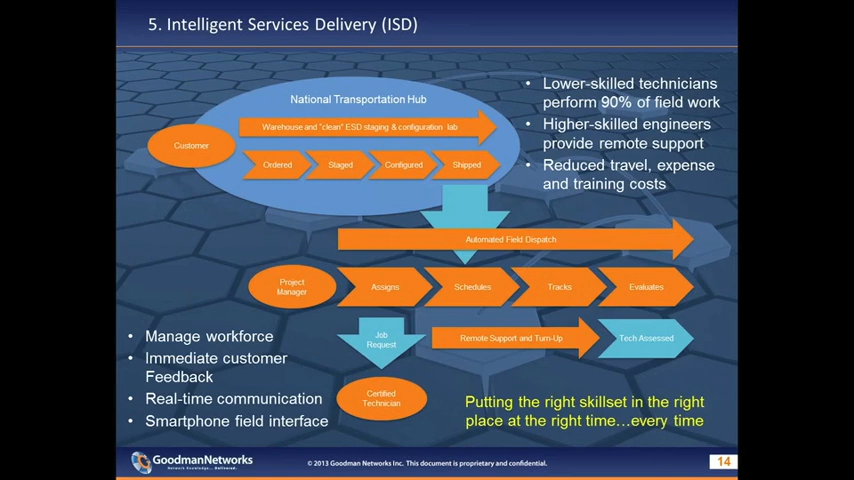 5. Intelligent Services Delivery (ISD)
National Transportation Hub
Warehouse and "clean" ESD staging & configuration lab
Customer
Ordered
Staged
Configured
Shipped
• Lower-skilled technicians
perform 90% of field work
• Higher-skilled engineers
provide remote support
• Reduced travel, expense
and training costs
Automated Field Dispatch
Project
Manager
Assigns
Schedules
Tracks
Evaluates
Job
Request
Remote Support and Turn-Up
Tech Assessed
Certified
Technician
• Manage workforce
• Immediate customer
Feedback
• Real-time communication
• Smartphone field interface
Putting the right skillset in the right
place at the right time…every time
GoodmanNetworks
Network Knowledge... Delivered.
© 2013 Goodman Networks Inc. This document is proprietary and confidential.
14